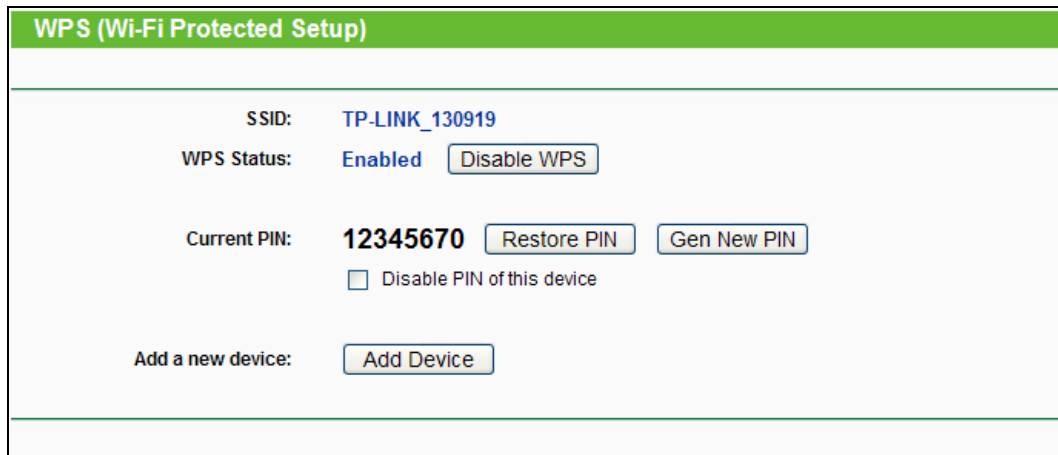 WPS (Wi-Fi Protected Setup)
SSID: TP-LINK_130919
WPS Status: Enabled Disable WPS
Current PIN: 12345670 Restore PIN Gen New PIN
Disable PIN of this device
Add a new device: Add Device